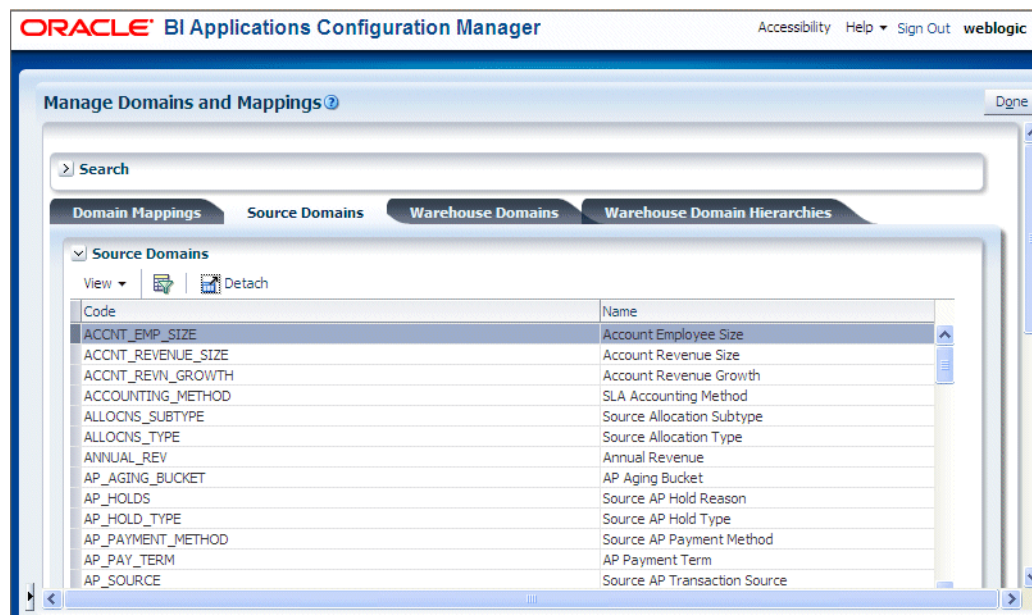 ORACLE BI Applications Configuration Manager Accessibility Help Sign Out weblogic
Manage Domains and Mappings Done
Search
Domain Mappings Source Domains Warehouse Domains Warehouse Domain Hierarchies
Source Domains
View Detach
Code Name
ACCNT_EMP_SIZE Account Employee Size
ACCNT_REVENUE_SIZE Account Revenue Size
ACCNT_REVN_GROWTH Account Revenue Growth
ACCOUNTING_METHOD SLA Accounting Method
ALLOCNS_SUBTYPE Source Allocation Subtype
ALLOCNS_TYPE Source Allocation Type
ANNUAL_REV Annual Revenue
AP_AGING_BUCKET AP Aging Bucket
AP_HOLDS Source AP Hold Reason
AP_HOLD_TYPE Source AP Hold Type
AP_PAYMENT_METHOD Source AP Payment Method
AP_PAY_TERM AP Payment Term
AP_SOURCE Source AP Transaction Source